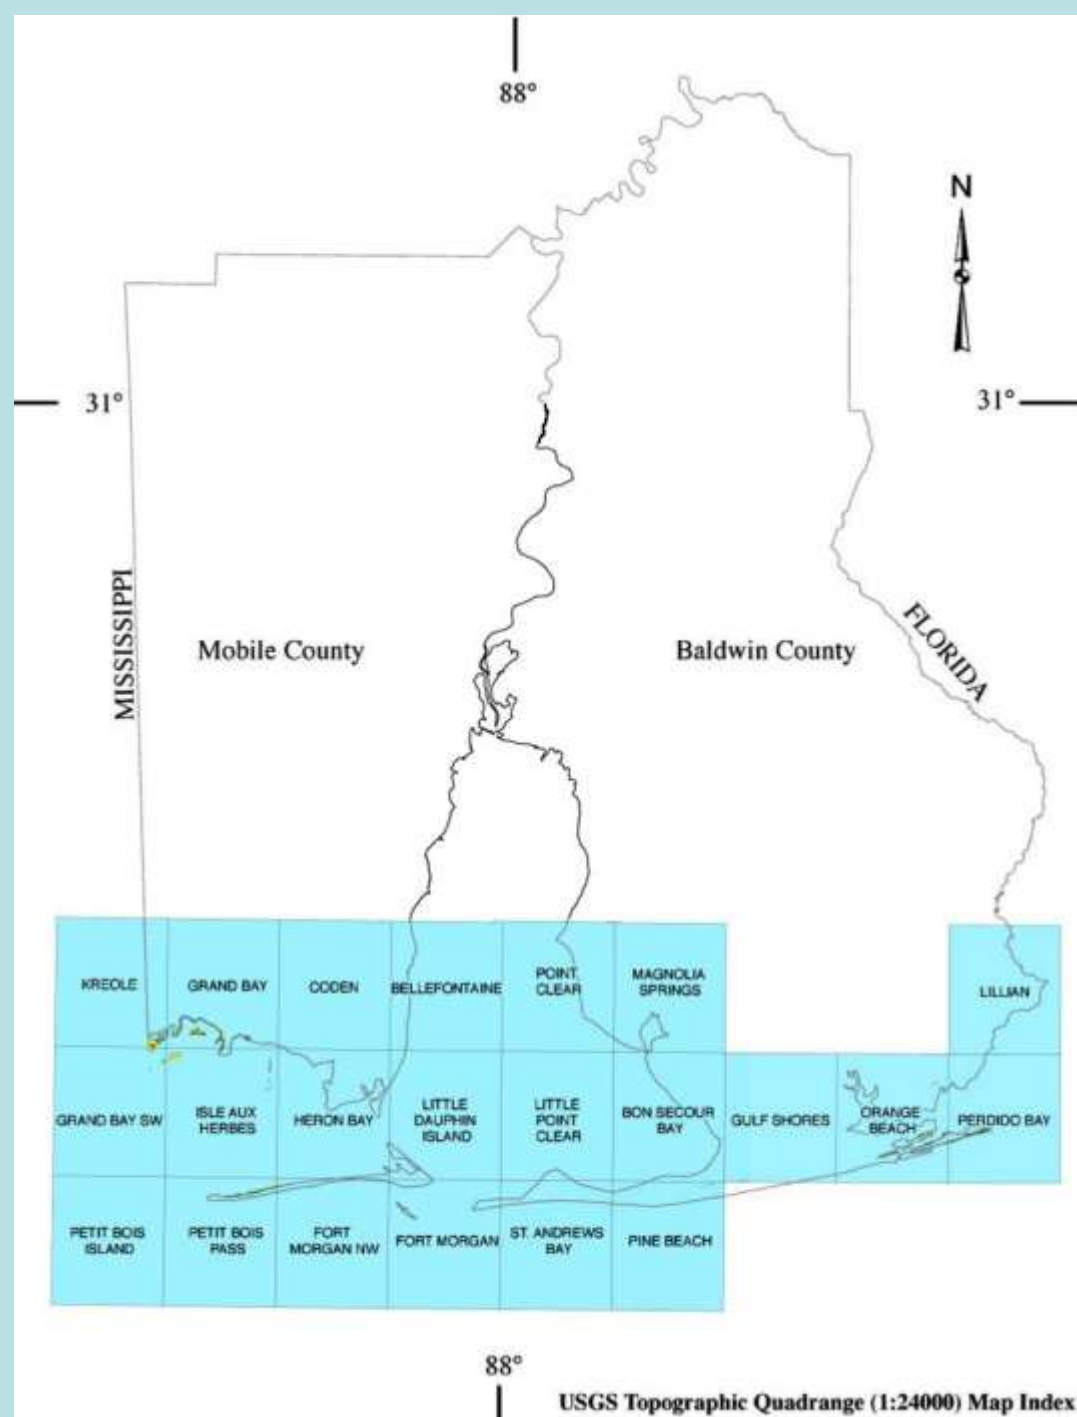 88°
N
31°
31°
MISSISSIPPI
Mobile County
Baldwin County
FLORIDA
KREOLE
GRAND BAY
CODEN
BELLEFONTAINE
POINT
CLEAR
MAGNOLIA
SPRINGS
LILLIAN
GRAND BAY SW
ISLE AUX
HERBES
HERON BAY
LITTLE
DAUPHIN
ISLAND
LITTLE
POINT
CLEAR
BON SECOUR
BAY
GULF SHORES
ORANGE
BEACH
PERDIDO BAY
PETIT BOIS
ISLAND
PETIT BOIS
PASS
FORT
MORGAN NW
FORT MORGAN
ST. ANDREWS
BAY
PINE BEACH
88°
USGS Topographic Quadrange (1:24000) Map Index